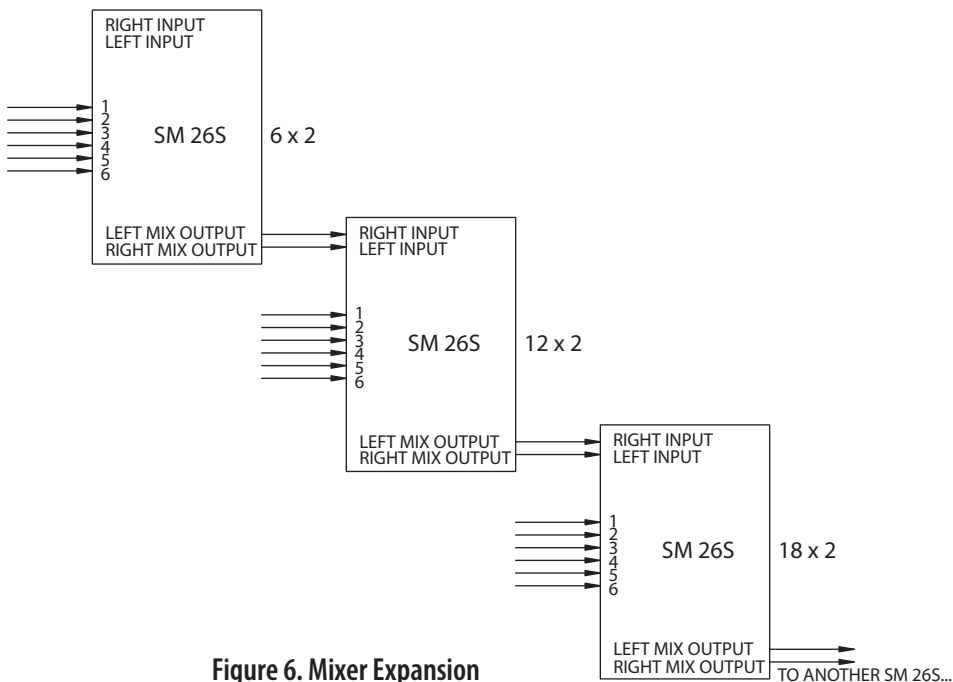 RIGHT INPUT
LEFT INPUT
1
2
3
4
5
6
SM 26S
6 x 2
LEFT MIX OUTPUT
RIGHT MIX OUTPUT
RIGHT INPUT
LEFT INPUT
1
2
3
4
5
6
SM 26S
12 x 2
LEFT MIX OUTPUT
RIGHT MIX OUTPUT
RIGHT INPUT
LEFT INPUT
1
2
3
4
5
6
SM 26S
18 x 2
LEFT MIX OUTPUT
RIGHT MIX OUTPUT
TO ANOTHER SM 26S...
Figure 6. Mixer Expansion